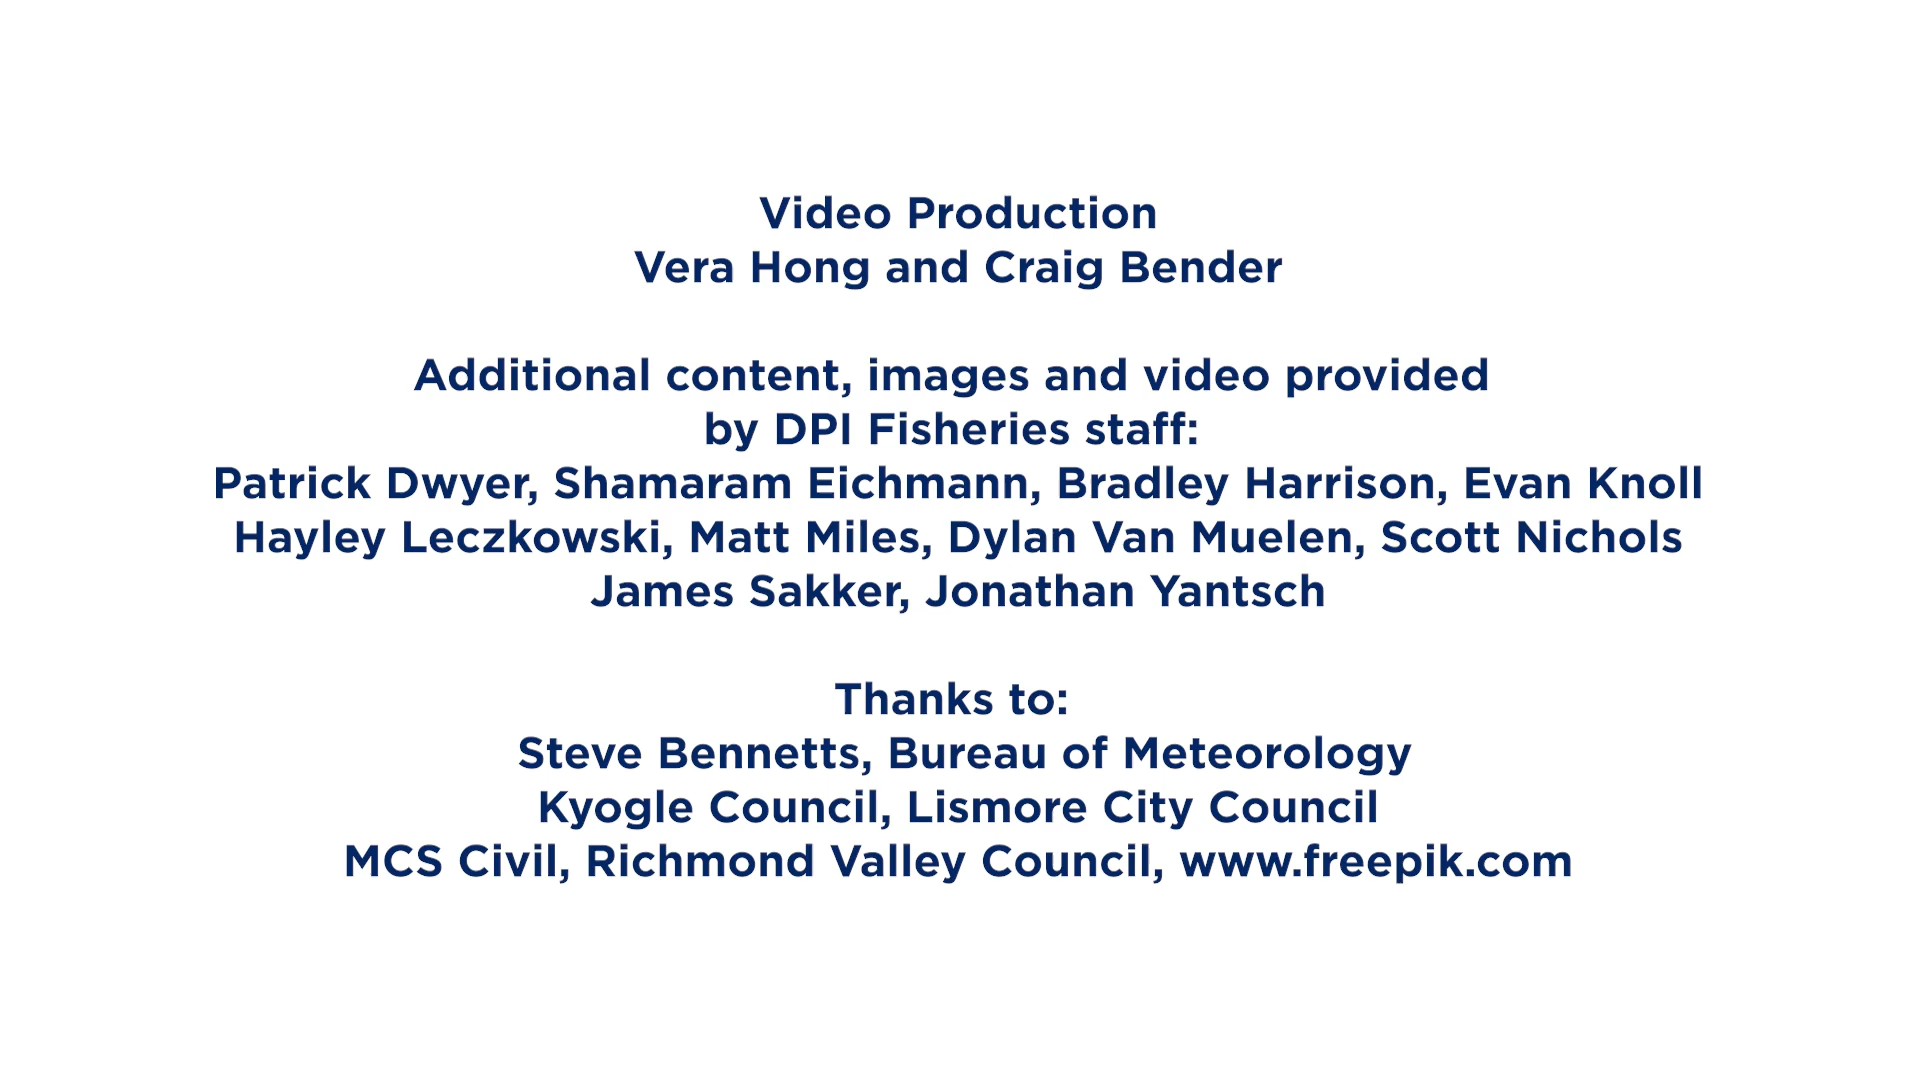 Video Production
Vera Hong and Craig Bender
Additional content, images and video provided
by DPI Fisheries staff:
Patrick Dwyer, Shamaram Eichmann, Bradley Harrison, Evan Knoll
Hayley Leczkowski, Matt Miles, Dylan Van Muelen, Scott Nichols
James Sakker, Jonathan Yantsch
Thanks to:
Steve Bennetts, Bureau of Meteorology
Kyogle Council, Lismore City Council
MCS Civil, Richmond Valley Council, www.freepik.com